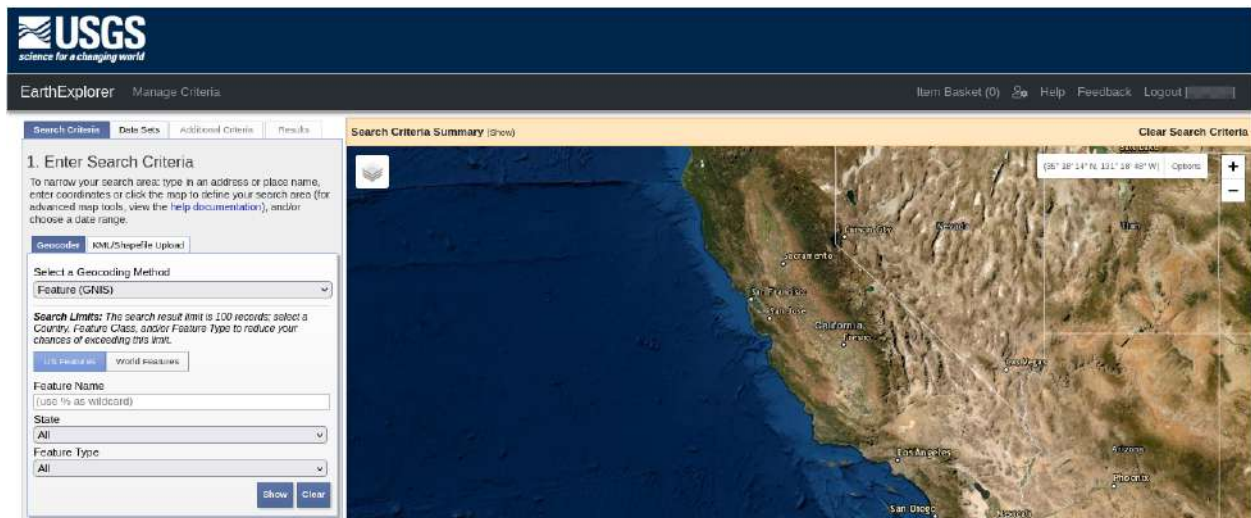 USGS
science for a changing world
EarthExplorer Manage Criteria Item Basket (0) Help Feedback Logout
Search Criteria Data Sets Additional Criteria Results
Search Criteria Summary (Show) Clear Search Criteria
1. Enter Search Criteria
To narrow your search area: type in an address or place name,
enter coordinates or click the map to define your search area (for
advanced map tools, view the help documentation), and/or
choose a date range.
Geocoder KML/Shapefile Upload
Select a Geocoding Method
Feature (GNIS)
Search Limits: The search result limit is 100 records; select a
Country, Feature Class, and/or Feature Type to reduce your
chances of exceeding this limit.
US Features World Features
Feature Name
(use % as wildcard)
State
All
Feature Type
All
Show Clear
Options
+
−
Carson City Nevada Utah
Sacramento
San Francisco
San Jose
California
Fresno
Las Vegas
Los Angeles Arizona
Phoenix
San Diego
Mexicali